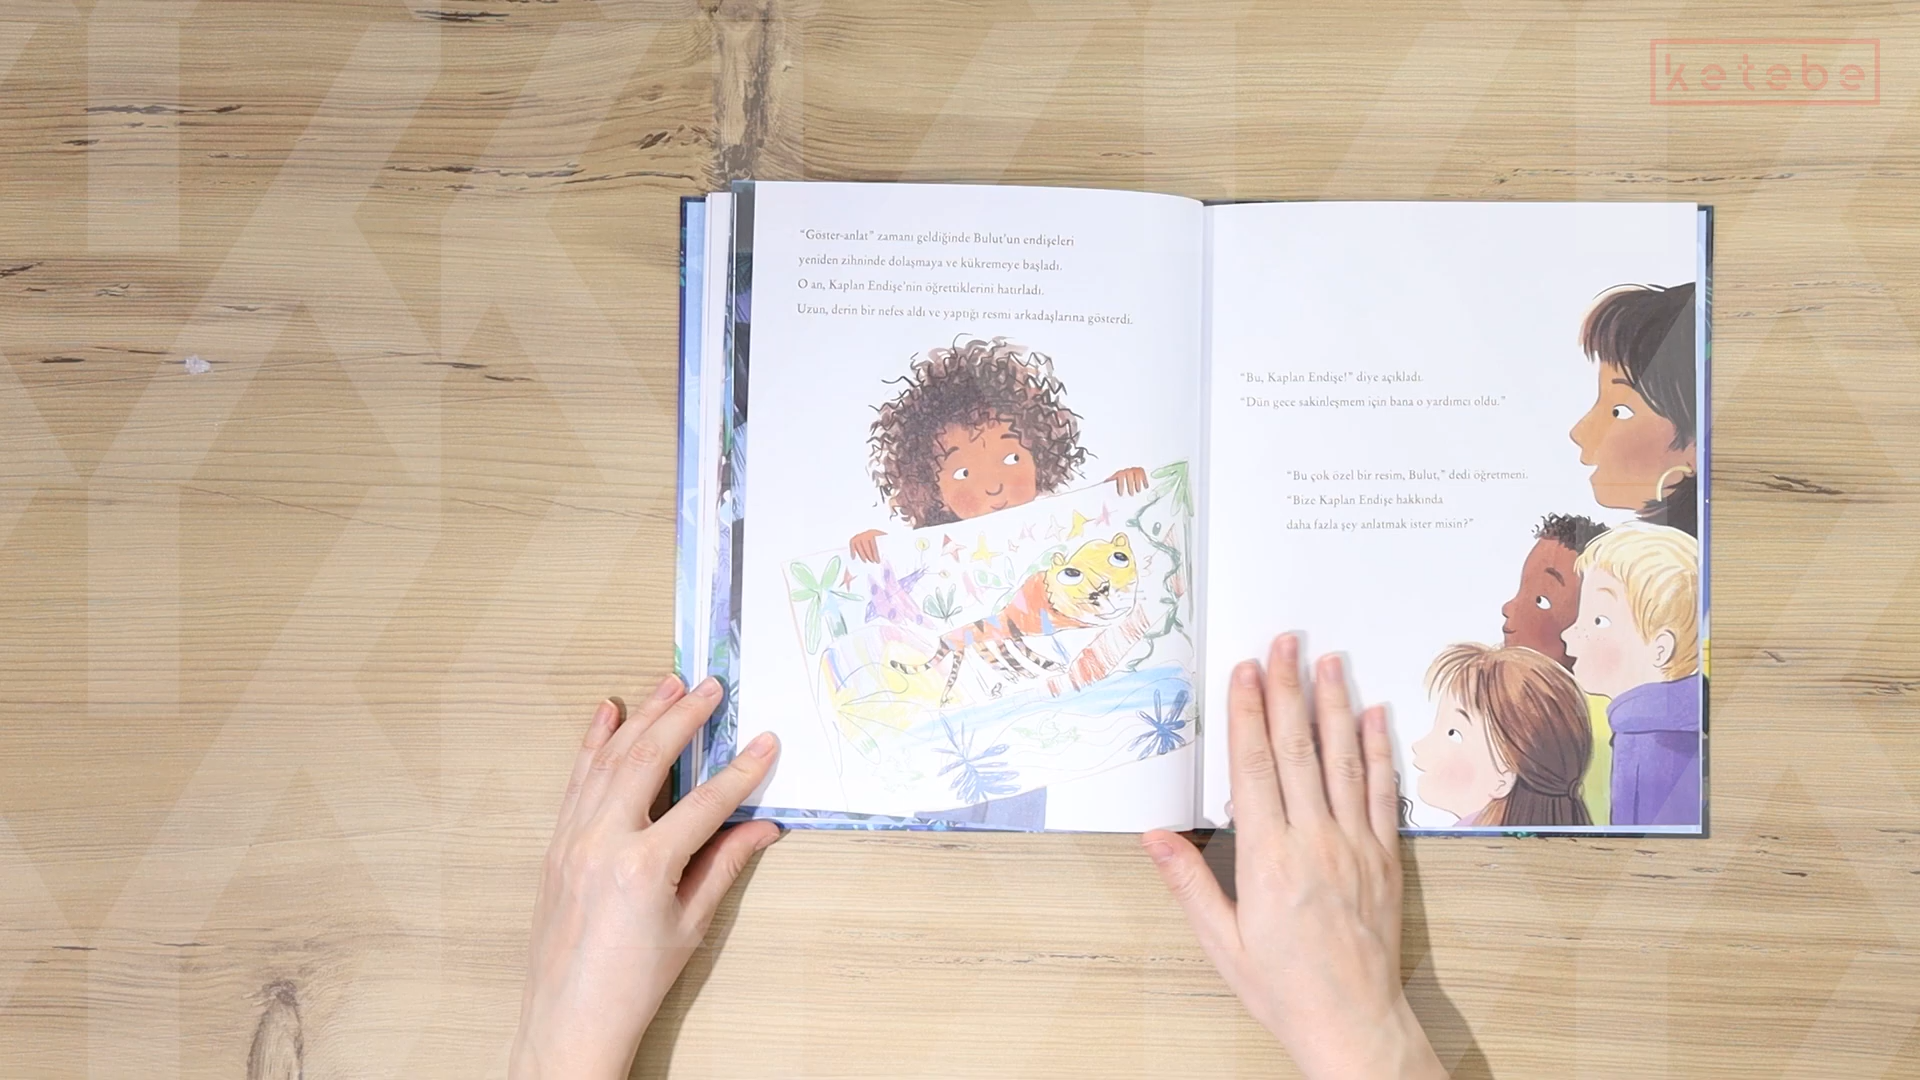 ketebe
“Göster-anlat” zamanı geldiğinde Bulut’un endişeleri
yeniden zihninde dolaşmaya ve kükremeye başladı.
O an, Kaplan Endişe’nin öğrettiklerini hatırladı.
Uzun, derin bir nefes aldı ve yaptığı resmi arkadaşlarına gösterdi.
“Bu, Kaplan Endişe!” diye açıkladı.
“Dün gece sakinleşmem için bana o yardımcı oldu.”
“Bu çok özel bir resim, Bulut,” dedi öğretmeni.
“Bize Kaplan Endişe hakkında
daha fazla şey anlatmak ister misin?”